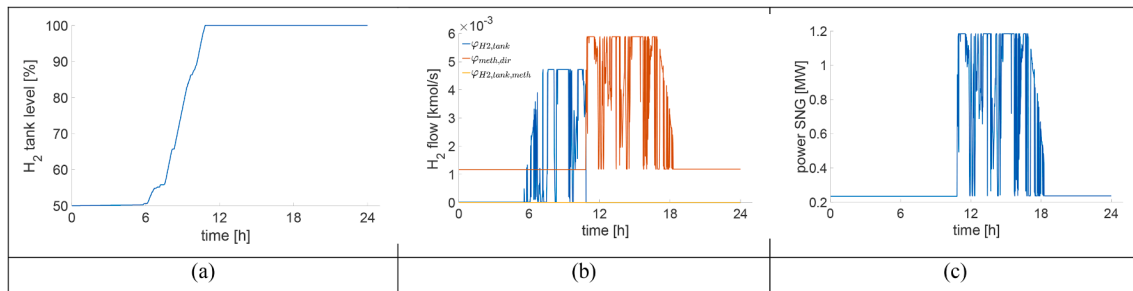 100
90
80
70
60
50
0
6
12
18
24
H2 tank level [%]
time [h]
(a)
×10-3
6
5
4
3
2
1
0
0
6
12
18
24
φH2,tank
φmeth,dir
φH2,tank,meth
H2 flow [kmol/s]
time [h]
(b)
1.2
1
0.8
0.6
0.4
0.2
0
6
12
18
24
power SNG [MW]
time [h]
(c)